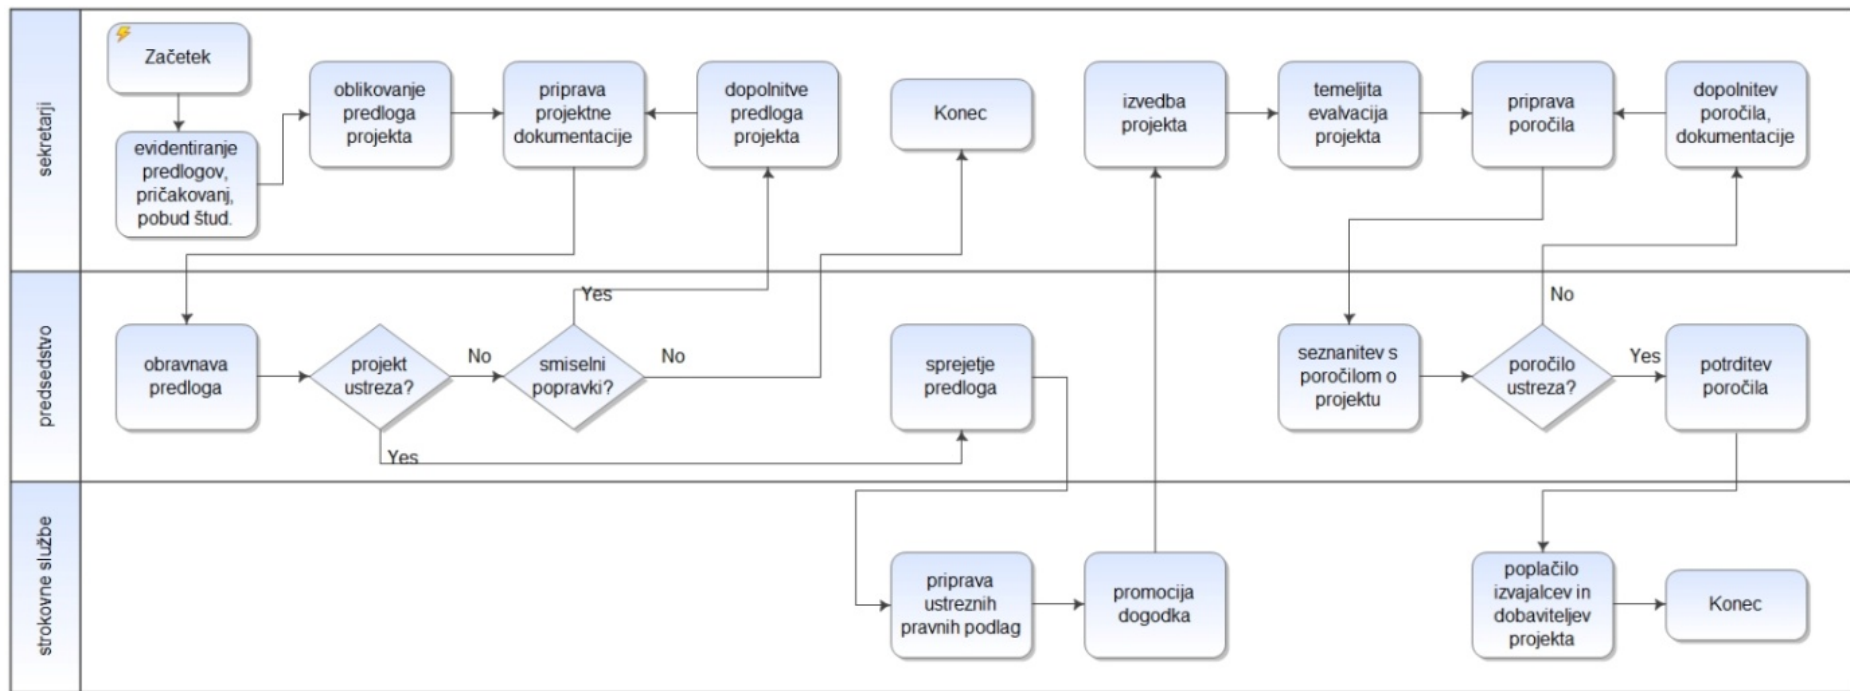 sekretarji
Začetek
evidentiranje
predlogov,
pričakovanj,
pobud štud.
oblikovanje
predloga
projekta
priprava
projektne
dokumentacije
dopolnitve
predloga
projekta
Konec
izvedba
projekta
temeljita
evalvacija
projekta
priprava
poročila
dopolnitev
poročila,
dokumentacije
predsedstvo
obravnava
predloga
projekt
ustreza?
No
Yes
smiselni
popravki?
Yes
No
sprejetje
predloga
seznanitev s
poročilom o
projektu
poročilo
ustreza?
No
Yes
potrditev
poročila
strokovne službe
priprava
ustreznih
pravnih podlag
promocija
dogodka
poplačilo
izvajalcev in
dobaviteljev
projekta
Konec